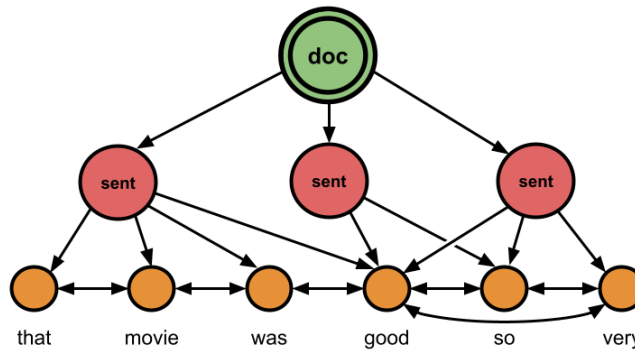 doc
sent sent sent
that movie was good so very